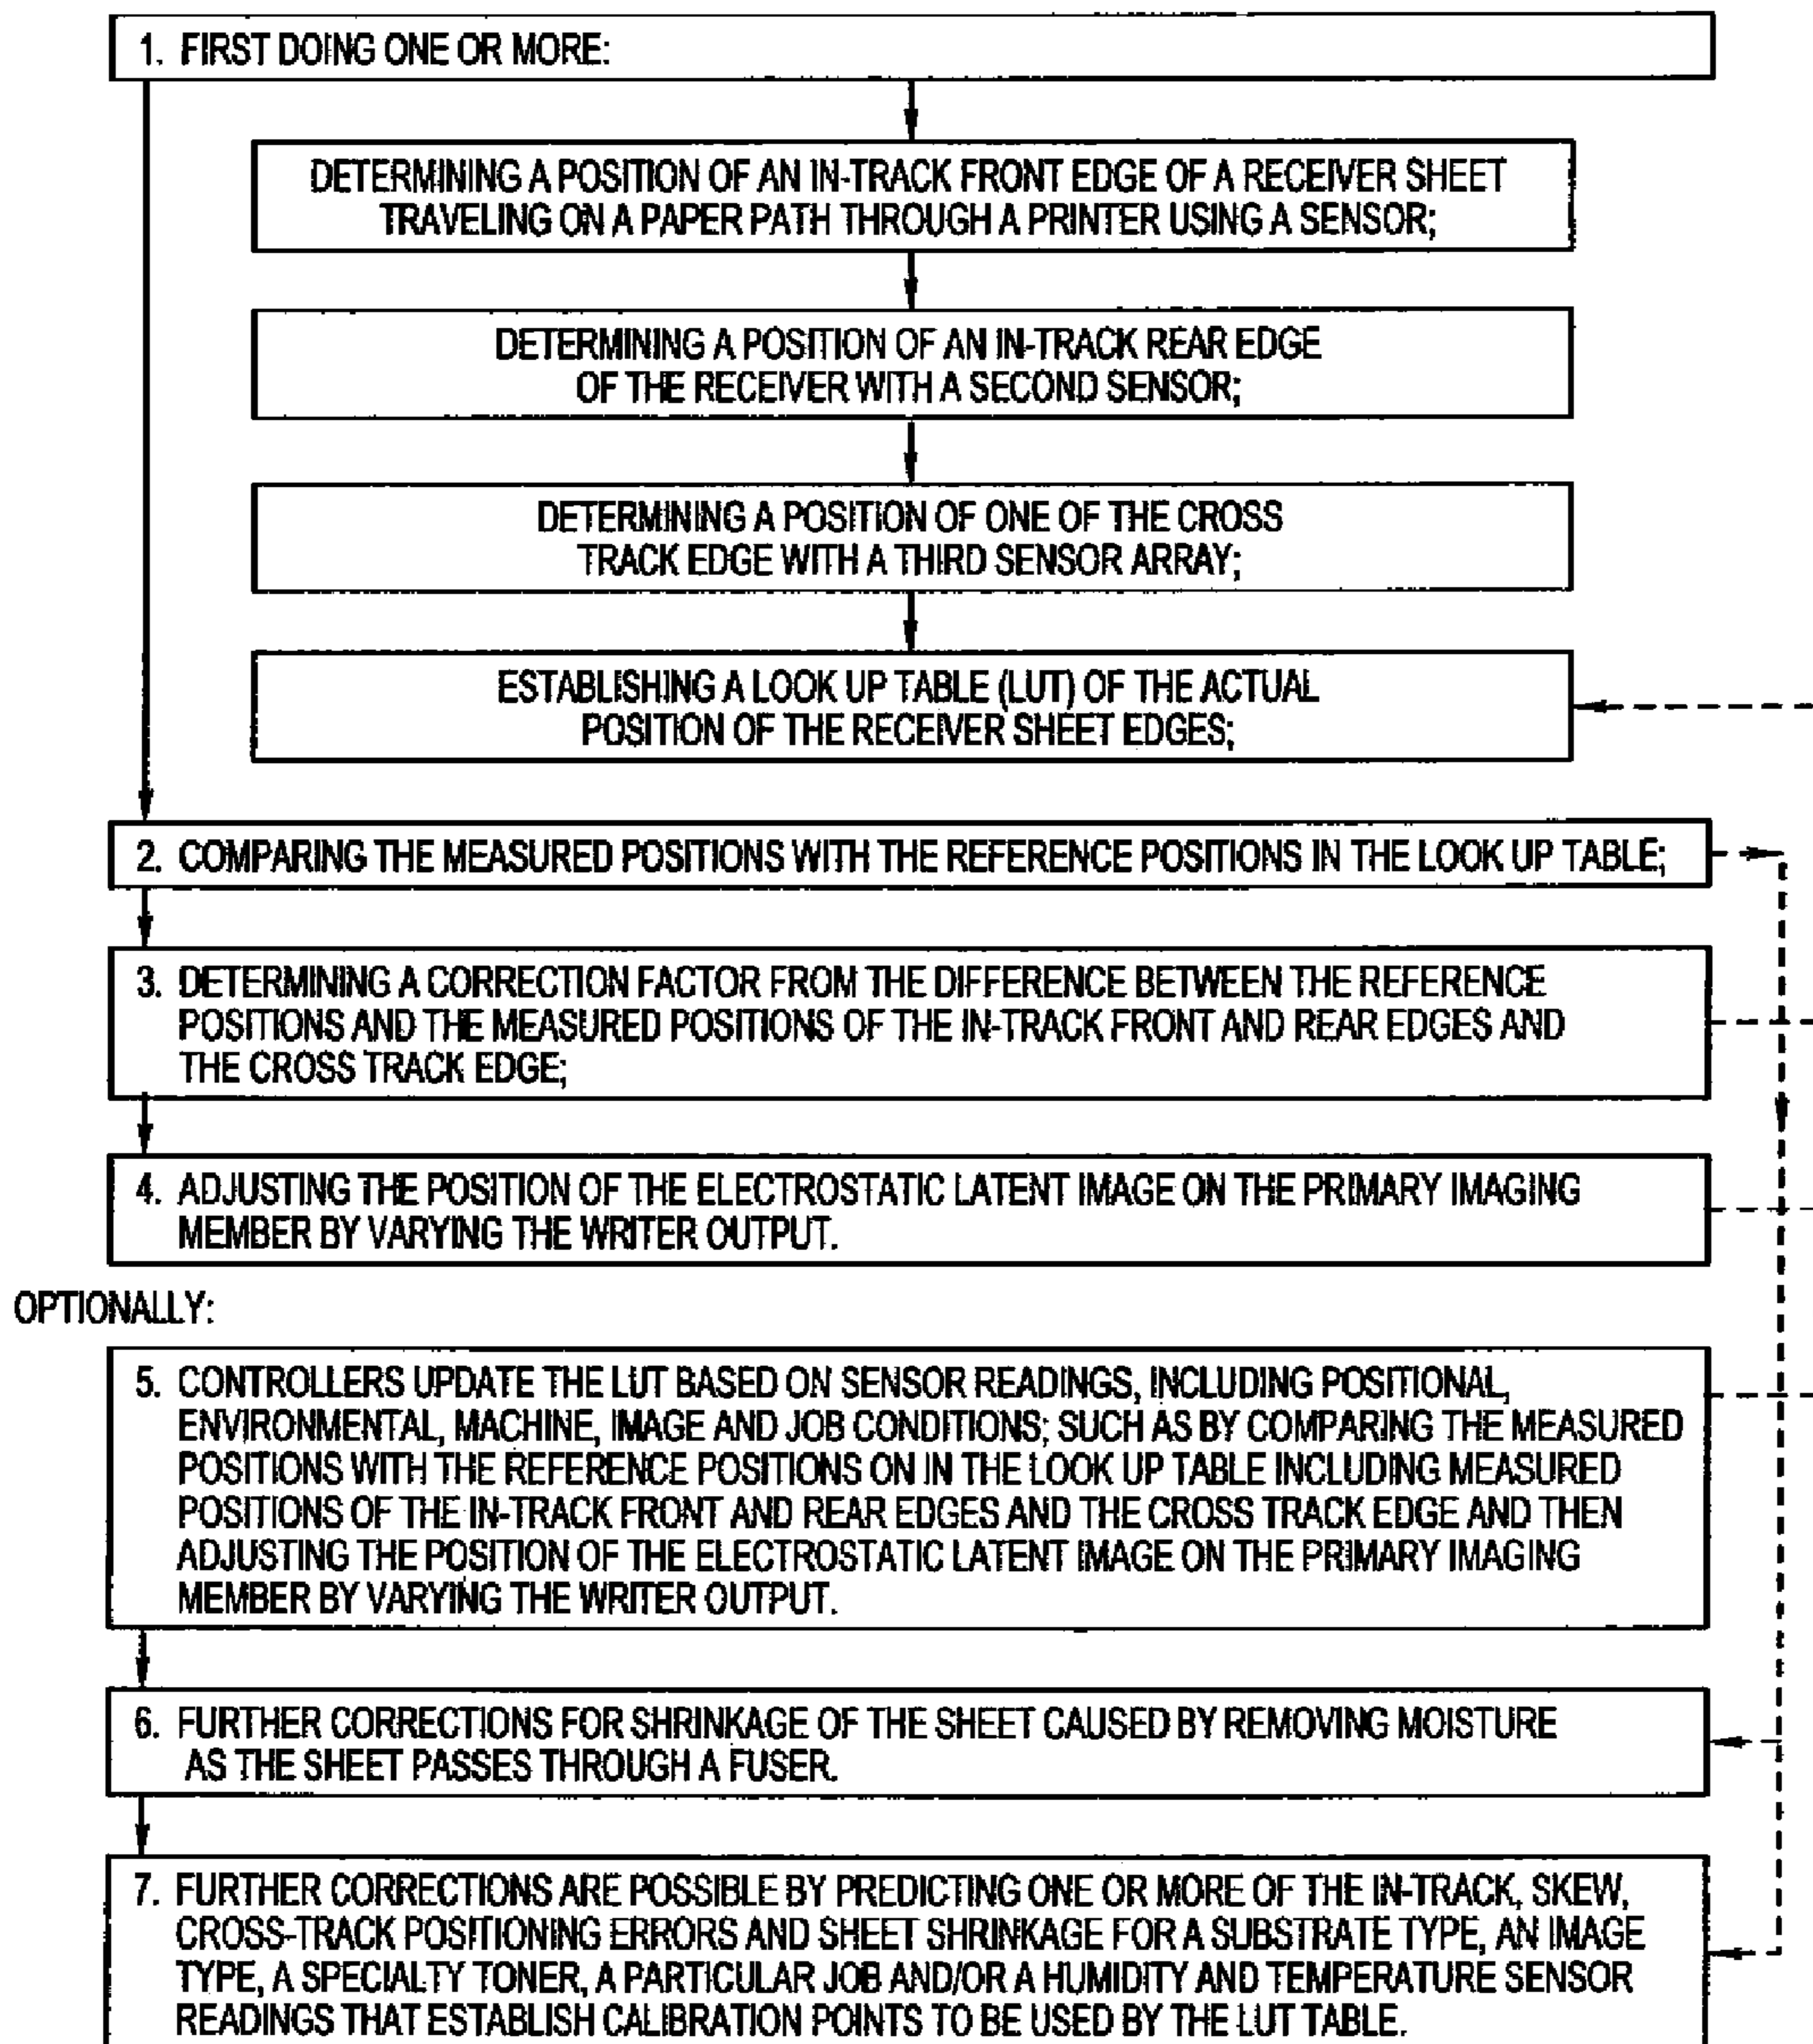 1. FIRST DOING ONE OR MORE:
DETERMINING A POSITION OF AN IN-TRACK FRONT EDGE OF A RECEIVER SHEET
TRAVELING ON A PAPER PATH THROUGH A PRINTER USING A SENSOR;
DETERMINING A POSITION OF AN IN-TRACK REAR EDGE
OF THE RECEIVER WITH A SECOND SENSOR;
DETERMINING A POSITION OF ONE OF THE CROSS
TRACK EDGE WITH A THIRD SENSOR ARRAY;
ESTABLISHING A LOOK UP TABLE (LUT) OF THE ACTUAL
POSITION OF THE RECEIVER SHEET EDGES;
2. COMPARING THE MEASURED POSITIONS WITH THE REFERENCE POSITIONS IN THE LOOK UP TABLE;
3. DETERMINING A CORRECTION FACTOR FROM THE DIFFERENCE BETWEEN THE REFERENCE
POSITIONS AND THE MEASURED POSITIONS OF THE IN-TRACK FRONT AND REAR EDGES AND
THE CROSS TRACK EDGE;
4. ADJUSTING THE POSITION OF THE ELECTROSTATIC LATENT IMAGE ON THE PRIMARY IMAGING
MEMBER BY VARYING THE WRITER OUTPUT.
OPTIONALLY:
5. CONTROLLERS UPDATE THE LUT BASED ON SENSOR READINGS, INCLUDING POSITIONAL,
ENVIRONMENTAL, MACHINE, IMAGE AND JOB CONDITIONS; SUCH AS BY COMPARING THE MEASURED
POSITIONS WITH THE REFERENCE POSITIONS ON IN THE LOOK UP TABLE INCLUDING MEASURED
POSITIONS OF THE IN-TRACK FRONT AND REAR EDGES AND THE CROSS TRACK EDGE AND THEN
ADJUSTING THE POSITION OF THE ELECTROSTATIC LATENT IMAGE ON THE PRIMARY IMAGING
MEMBER BY VARYING THE WRITER OUTPUT.
6. FURTHER CORRECTIONS FOR SHRINKAGE OF THE SHEET CAUSED BY REMOVING MOISTURE
AS THE SHEET PASSES THROUGH A FUSER.
7. FURTHER CORRECTIONS ARE POSSIBLE BY PREDICTING ONE OR MORE OF THE IN-TRACK, SKEW,
CROSS-TRACK POSITIONING ERRORS AND SHEET SHRINKAGE FOR A SUBSTRATE TYPE, AN IMAGE
TYPE, A SPECIALTY TONER, A PARTICULAR JOB AND/OR A HUMIDITY AND TEMPERATURE SENSOR
READINGS THAT ESTABLISH CALIBRATION POINTS TO BE USED BY THE LUT TABLE.